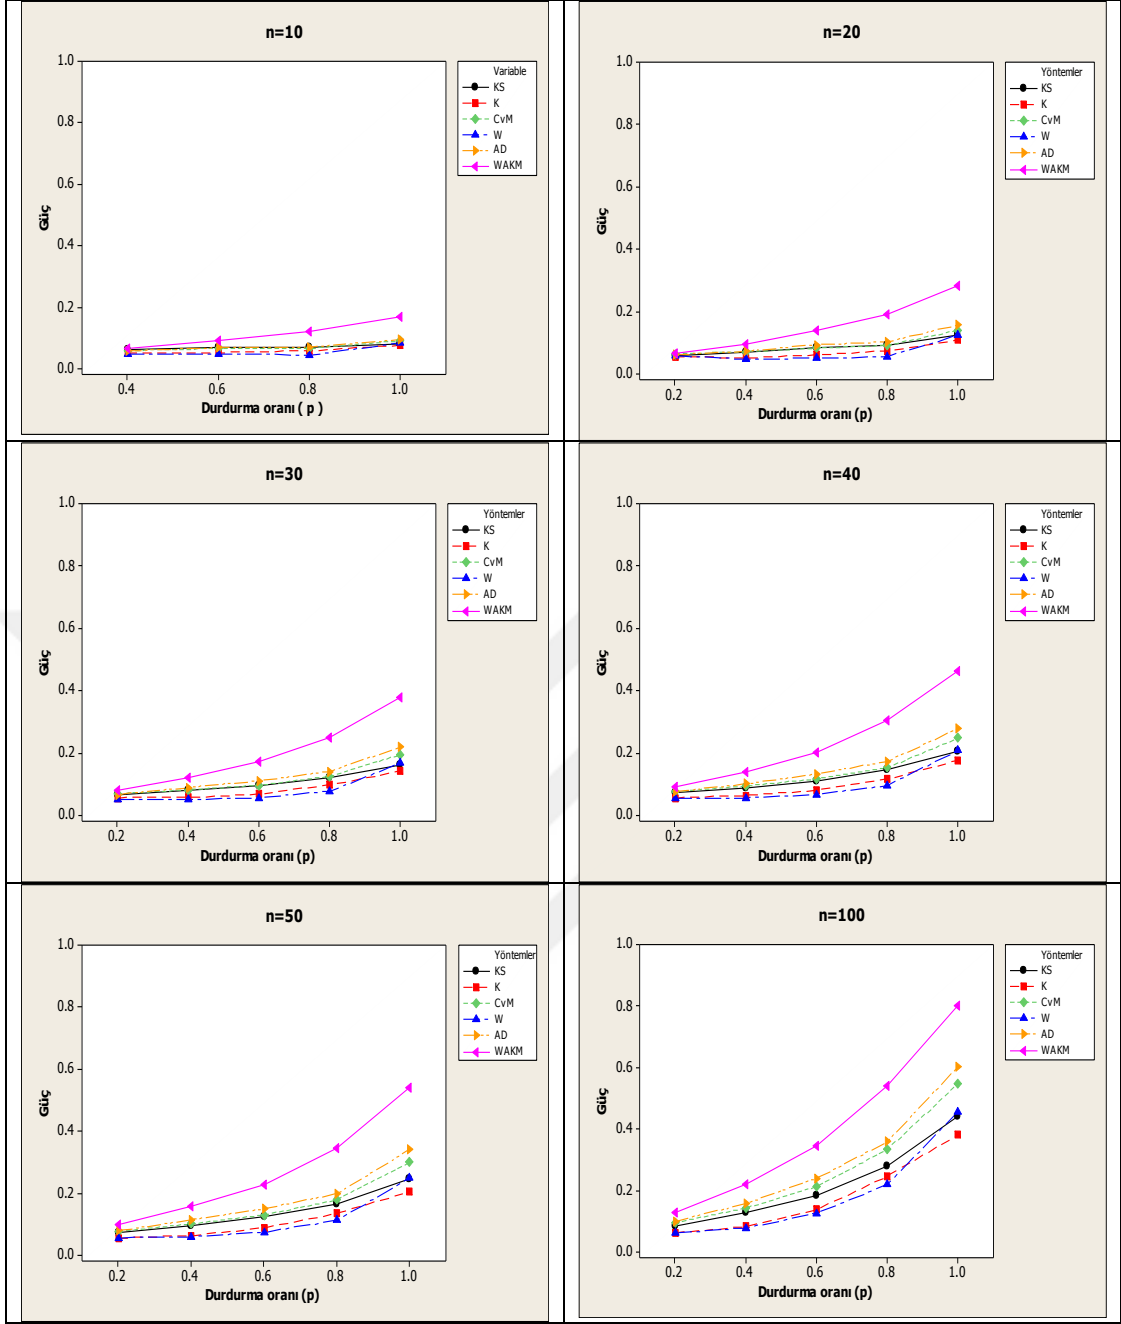 n=10
1.0
0.8
0.6
0.4
0.2
0.0
Güç
0.4 0.6 0.8 1.0
Durdurma oranı ( p )
Variable
KS
K
CvM
W
AD
WAKM
n=20
1.0
0.8
0.6
0.4
0.2
0.0
Güç
0.2 0.4 0.6 0.8 1.0
Durdurma oranı (p)
Yöntemler
KS
K
CvM
W
AD
WAKM
n=30
1.0
0.8
0.6
0.4
0.2
0.0
Güç
0.2 0.4 0.6 0.8 1.0
Durdurma oranı (p)
Yöntemler
KS
K
CvM
W
AD
WAKM
n=40
1.0
0.8
0.6
0.4
0.2
0.0
Güç
0.2 0.4 0.6 0.8 1.0
Durdurma oranı (p)
Yöntemler
KS
K
CvM
W
AD
WAKM
n=50
1.0
0.8
0.6
0.4
0.2
0.0
Güç
0.2 0.4 0.6 0.8 1.0
Durdurma oranı (p)
Yöntemler
KS
K
CvM
W
AD
WAKM
n=100
1.0
0.8
0.6
0.4
0.2
0.0
Güç
0.2 0.4 0.6 0.8 1.0
Durdurma oranı (p)
Yöntemler
KS
K
CvM
W
AD
WAKM